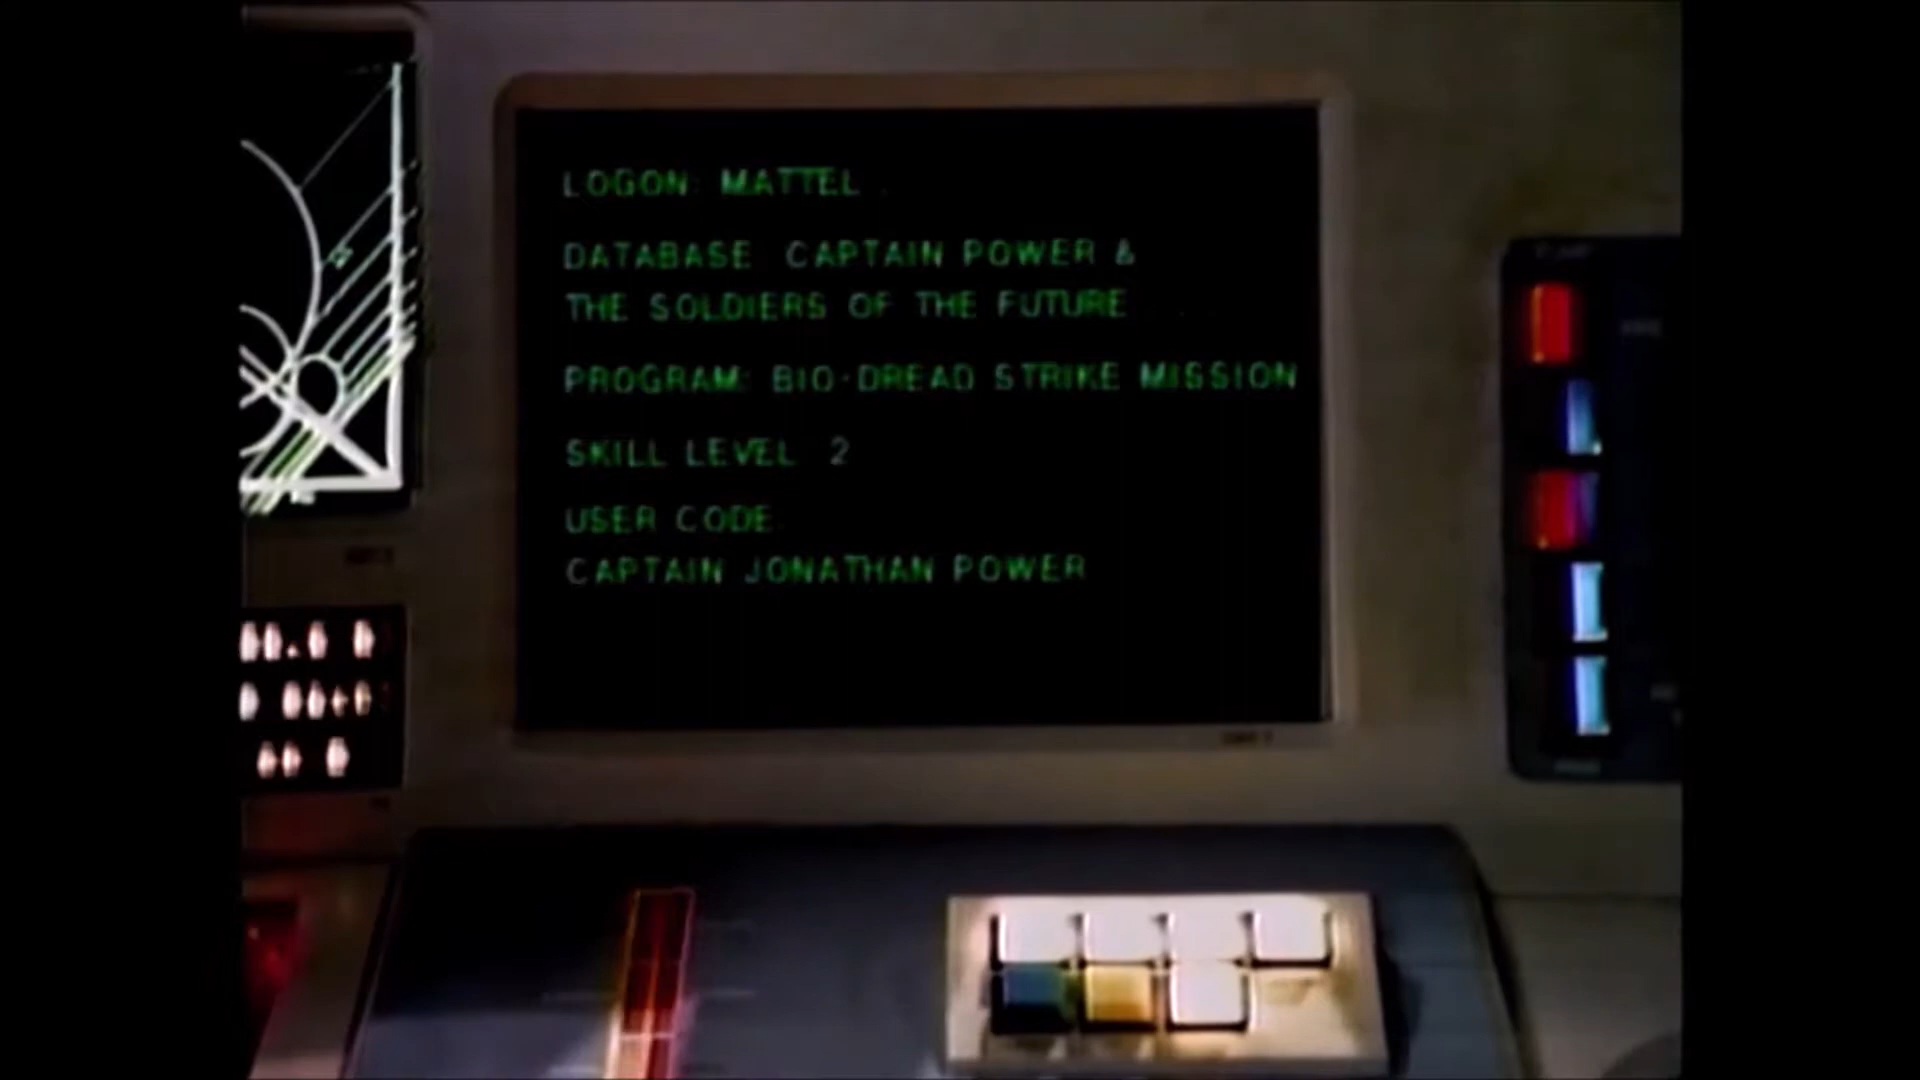 LOGON: MATTEL
DATABASE CAPTAIN POWER &
THE SOLDIERS OF THE FUTURE
PROGRAM: BIO-DREAD STRIKE MISSION
SKILL LEVEL 2
USER CODE
CAPTAIN JONATHAN POWER